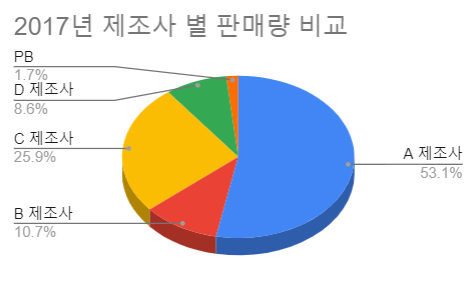 2017년 제조사 별 판매량 비교
PB
1.7%
D 제조사
8.6%
C 제조사
25.9%
B 제조사
10.7%
A 제조사
53.1%